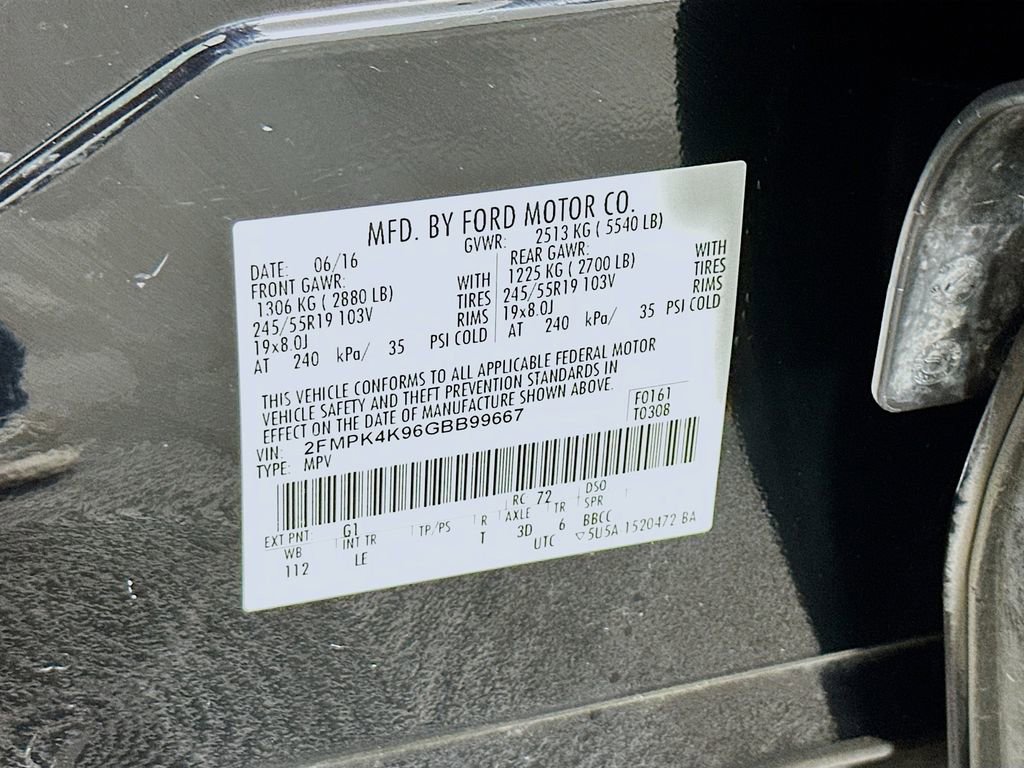 MFD. BY FORD MOTOR CO.
DATE: 06/16 GVWR: 2513 KG ( 5540 LB)
FRONT GAWR: REAR GAWR:
1306 KG ( 2880 LB) WITH 1225 KG ( 2700 LB) WITH
245/55R19 103V TIRES 245/55R19 103V TIRES
19x8.0J RIMS 19x8.0J RIMS
AT 240 kPa/ 35 PSI COLD AT 240 kPa/ 35 PSI COLD
THIS VEHICLE CONFORMS TO ALL APPLICABLE FEDERAL MOTOR
VEHICLE SAFETY AND THEFT PREVENTION STANDARDS IN
EFFECT ON THE DATE OF MANUFACTURE SHOWN ABOVE.
VIN: 2FMPK4K96GBB99667 F0161
TYPE: MPV T0308
EXT PNT: G1 RC 72 DSO
WB INT TR TP/PS R AXLE TR SPR
112 LE T 3D 6 BBCC
UTC ▽5U5A 1520472 BA